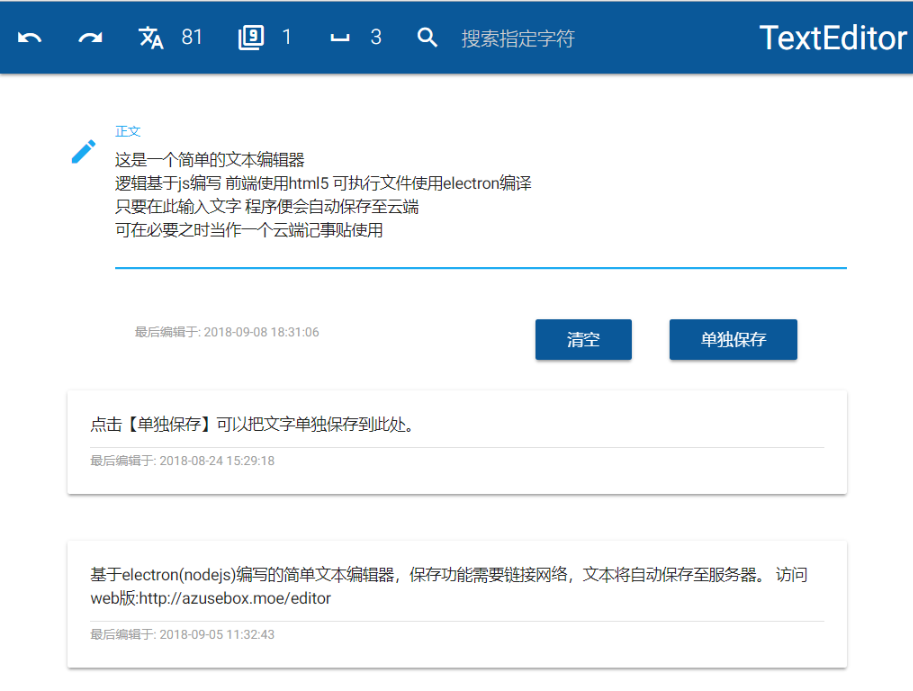 81 9 1 3 搜索指定字符 TextEditor
正文
这是一个简单的文本编辑器
逻辑基于js编写 前端使用html5 可执行文件使用electron编译
只要在此输入文字 程序便会自动保存至云端
可在必要之时当作一个云端记事贴使用
最后编辑于: 2018-09-08 18:31:06 清空 单独保存
点击【单独保存】可以把文字单独保存到此处。
最后编辑于: 2018-08-24 15:29:18
基于electron(nodejs)编写的简单文本编辑器，保存功能需要链接网络，文本将自动保存至服务器。 访问
web版:http://azusebox.moe/editor
最后编辑于: 2018-09-05 11:32:43